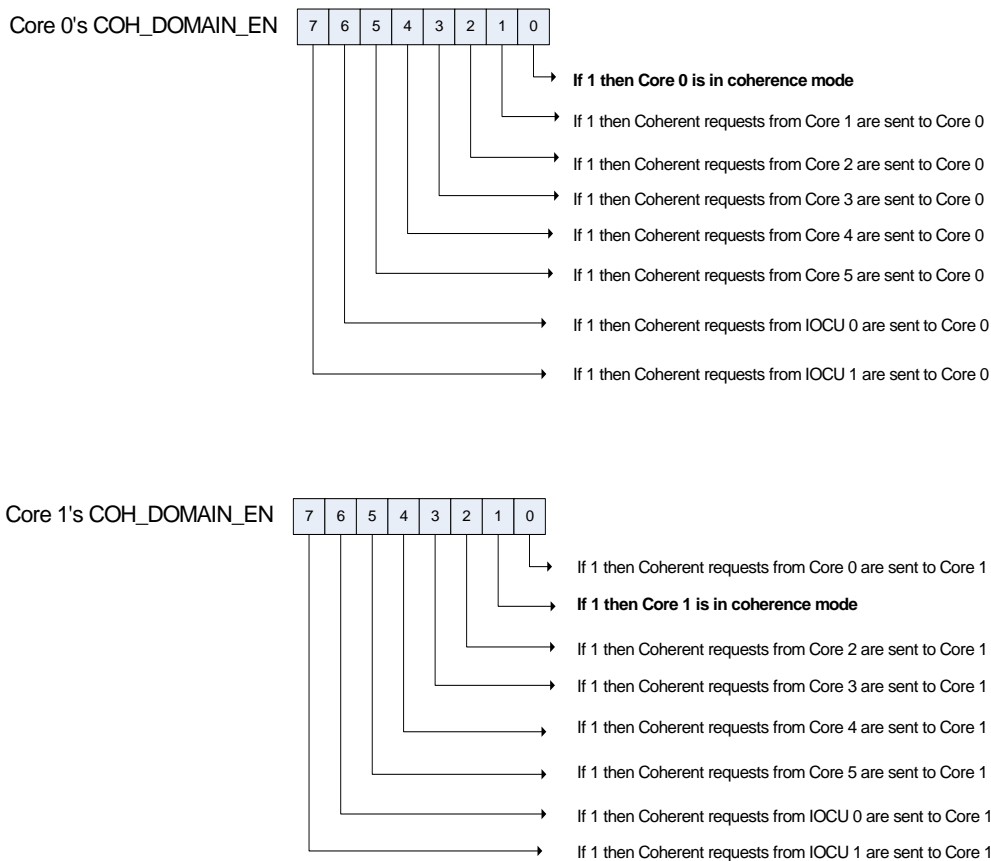 Core 0's COH_DOMAIN_EN 7 6 5 4 3 2 1 0
If 1 then Core 0 is in coherence mode
If 1 then Coherent requests from Core 1 are sent to Core 0
If 1 then Coherent requests from Core 2 are sent to Core 0
If 1 then Coherent requests from Core 3 are sent to Core 0
If 1 then Coherent requests from Core 4 are sent to Core 0
If 1 then Coherent requests from Core 5 are sent to Core 0
If 1 then Coherent requests from IOCU 0 are sent to Core 0
If 1 then Coherent requests from IOCU 1 are sent to Core 0
Core 1's COH_DOMAIN_EN 7 6 5 4 3 2 1 0
If 1 then Coherent requests from Core 0 are sent to Core 1
If 1 then Core 1 is in coherence mode
If 1 then Coherent requests from Core 2 are sent to Core 1
If 1 then Coherent requests from Core 3 are sent to Core 1
If 1 then Coherent requests from Core 4 are sent to Core 1
If 1 then Coherent requests from Core 5 are sent to Core 1
If 1 then Coherent requests from IOCU 0 are sent to Core 1
If 1 then Coherent requests from IOCU 1 are sent to Core 1